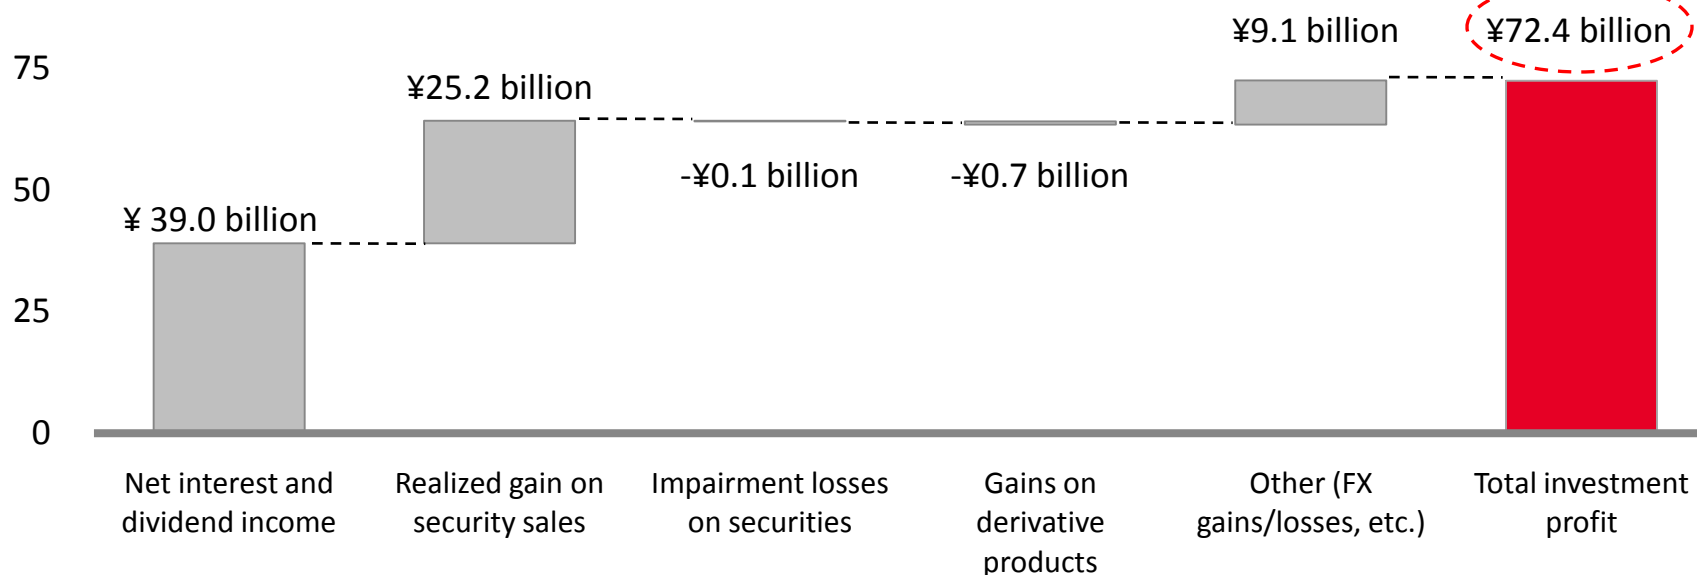 ¥9.1 billion
¥72.4 billion
75
¥25.2 billion
-¥0.1 billion
-¥0.7 billion
50
¥ 39.0 billion
25
0
Net interest and
dividend income
Realized gain on
security sales
Impairment losses
on securities
Gains on
derivative
products
Other (FX
gains/losses, etc.)
Total investment
profit